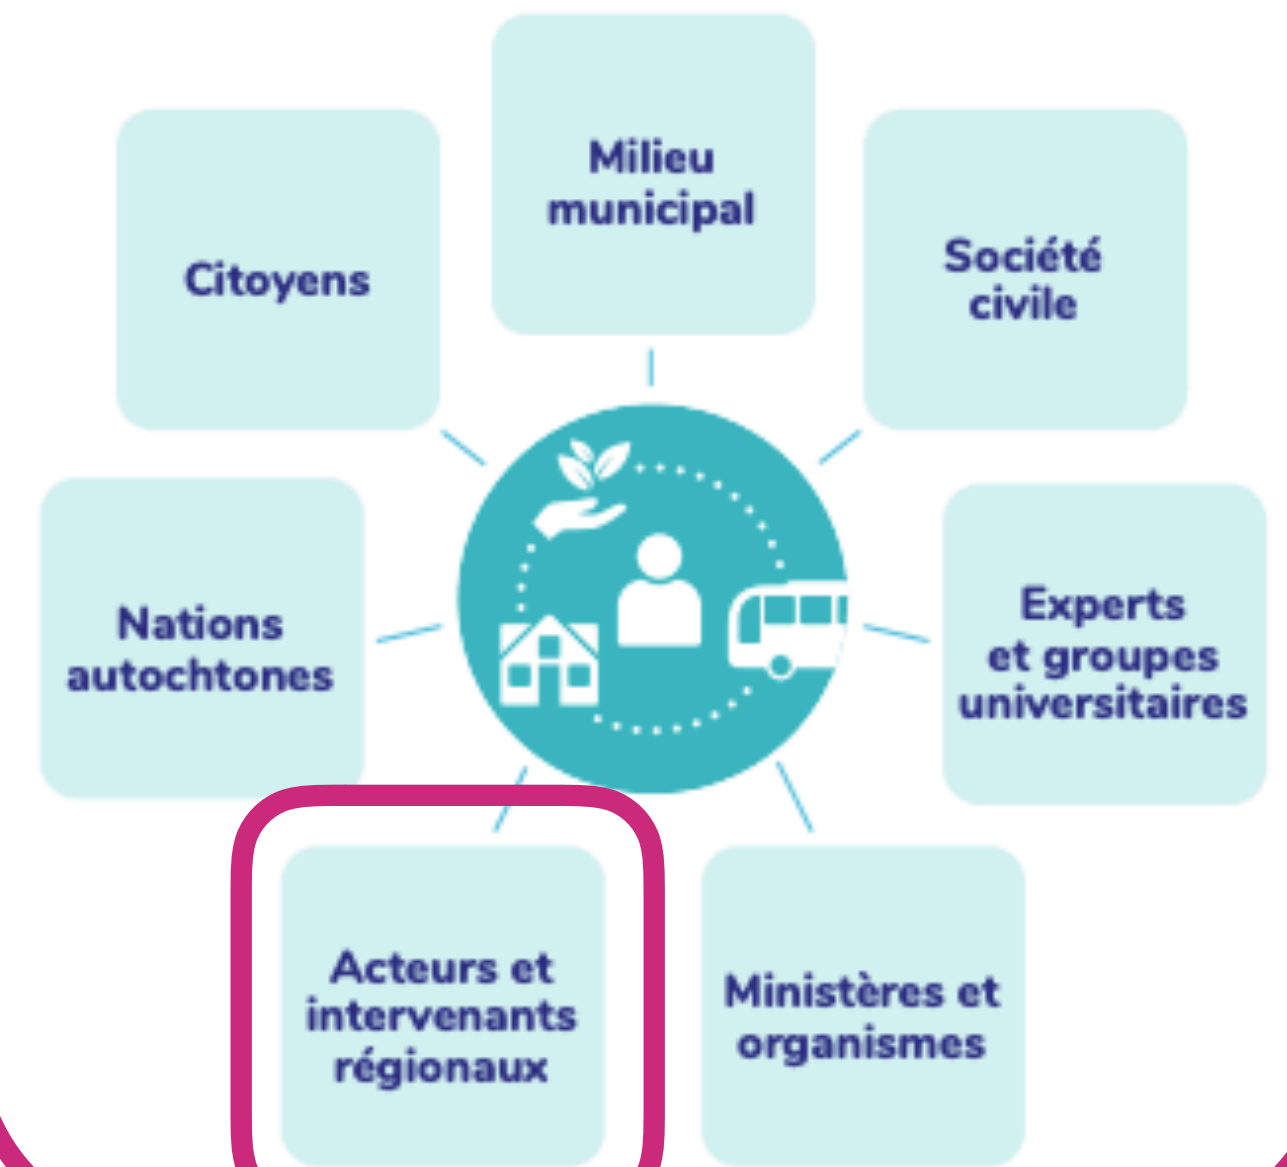 Milieu
municipal
Citoyens
Société
civile
Nations
autochtones
Experts
et groupes
universitaires
Acteurs et
intervenants
régionaux
Ministères et
organismes